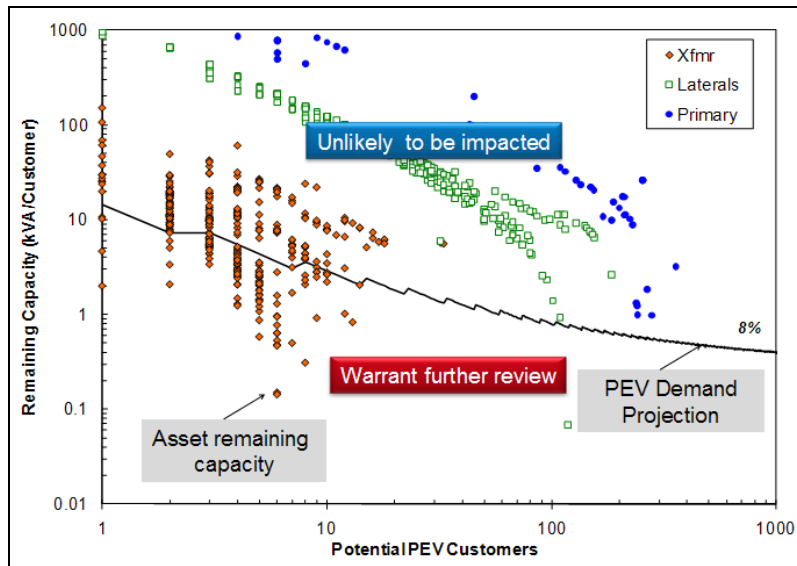 1000
100
10
1
0.1
0.01
Remaining Capacity (kVA/Customer)
Xfmr
Laterals
Primary
Unlikely to be impacted
8%
Warrant further review
PEV Demand
Projection
Asset remaining
capacity
1
10
100
1000
Potential PEV Customers